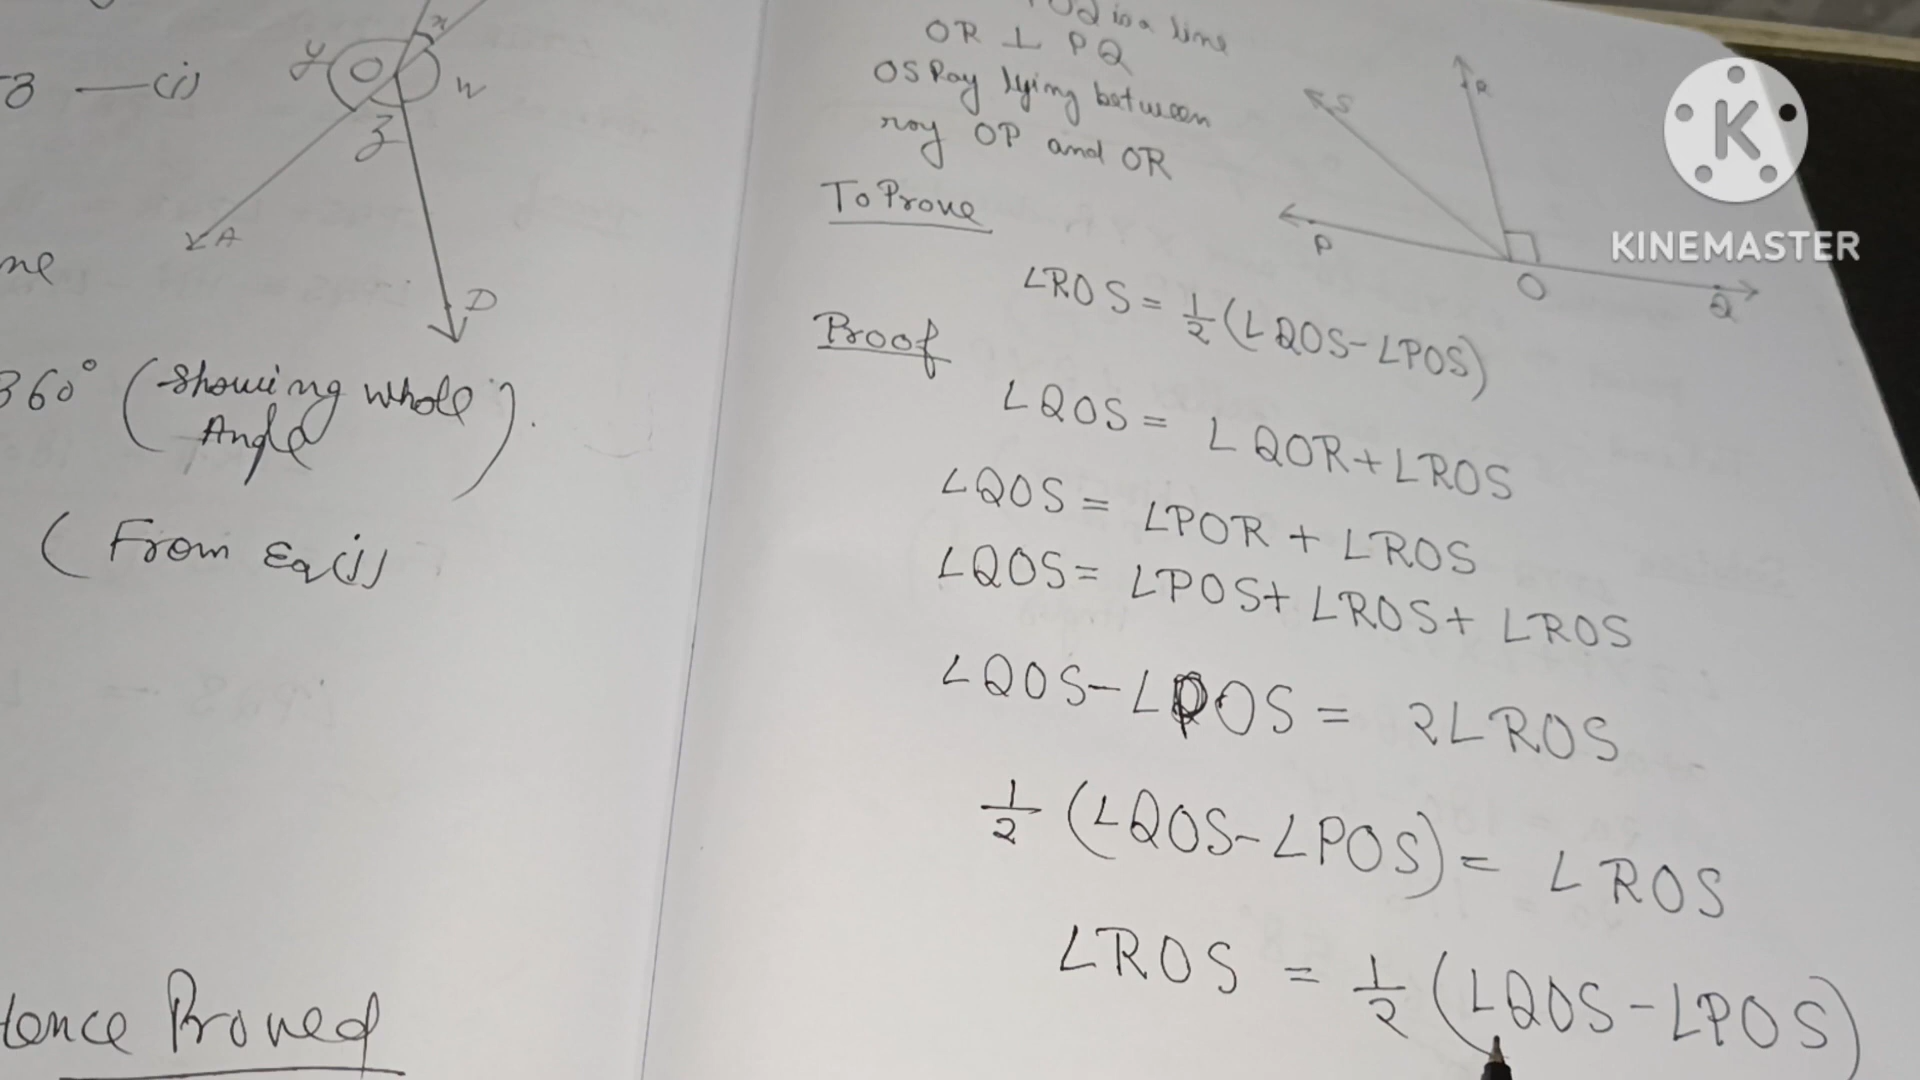 x
y O w
z
A
D
—(i)
360° (Showing whole
Angle).
(From Eq(i)
Hence Proved
is a line
OR ⊥ PQ
OS Ray lying between
ray OP and OR
S
R
P
O
Q
To Prove
∠ROS = 1/2 (∠QOS-∠POS)
Proof
∠QOS = ∠QOR+∠ROS
∠QOS = ∠POR + ∠ROS
∠QOS = ∠POS+ ∠ROS+ ∠ROS
∠QOS-∠POS = 2∠ROS
1/2 (∠QOS-∠POS) = ∠ROS
∠ROS = 1/2 (∠QOS-∠POS)
K
KINEMASTER